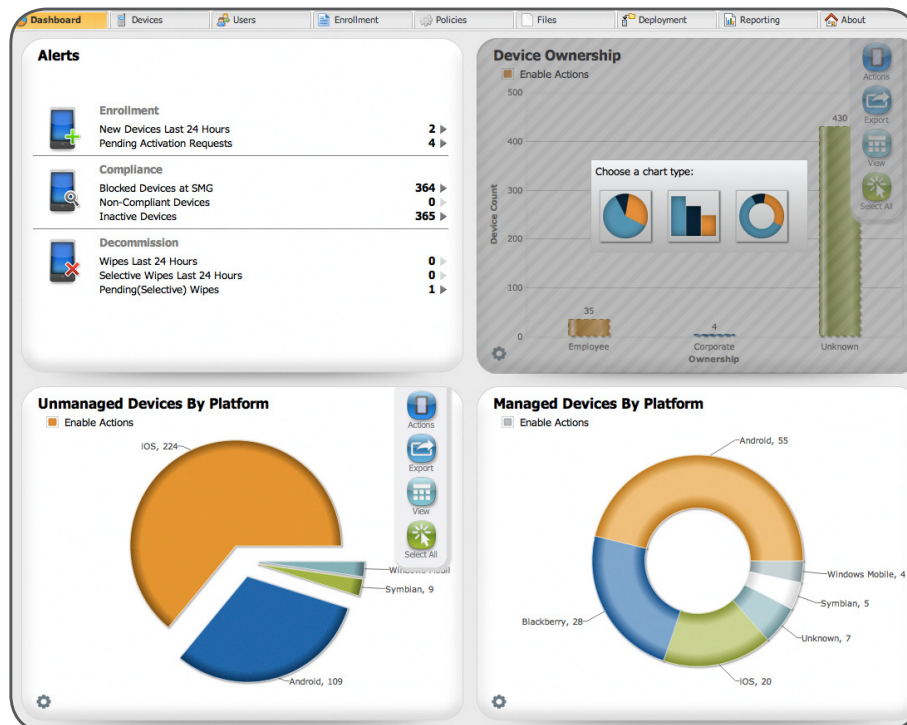 Dashboard Devices Users Enrollment Policies Files Deployment Reporting About
Alerts
Enrollment
New Devices Last 24 Hours 2
Pending Activation Requests 4
Compliance
Blocked Devices at SMG 364
Non-Compliant Devices 0
Inactive Devices 365
Decommission
Wipes Last 24 Hours 0
Selective Wipes Last 24 Hours 0
Pending(Selective) Wipes 1
Device Ownership
Enable Actions
Actions
Export
View
Select All
Choose a chart type:
Device Count
500
400
300
200
100
0
35
4
430
Employee Corporate Unknown
Ownership
Unmanaged Devices By Platform
Enable Actions
Actions
Export
View
Select All
iOS, 224
Symbian, 9
Android, 109
Managed Devices By Platform
Enable Actions
Android, 55
Windows Mobile, 4
Symbian, 5
Unknown, 7
Blackberry, 28
iOS, 20